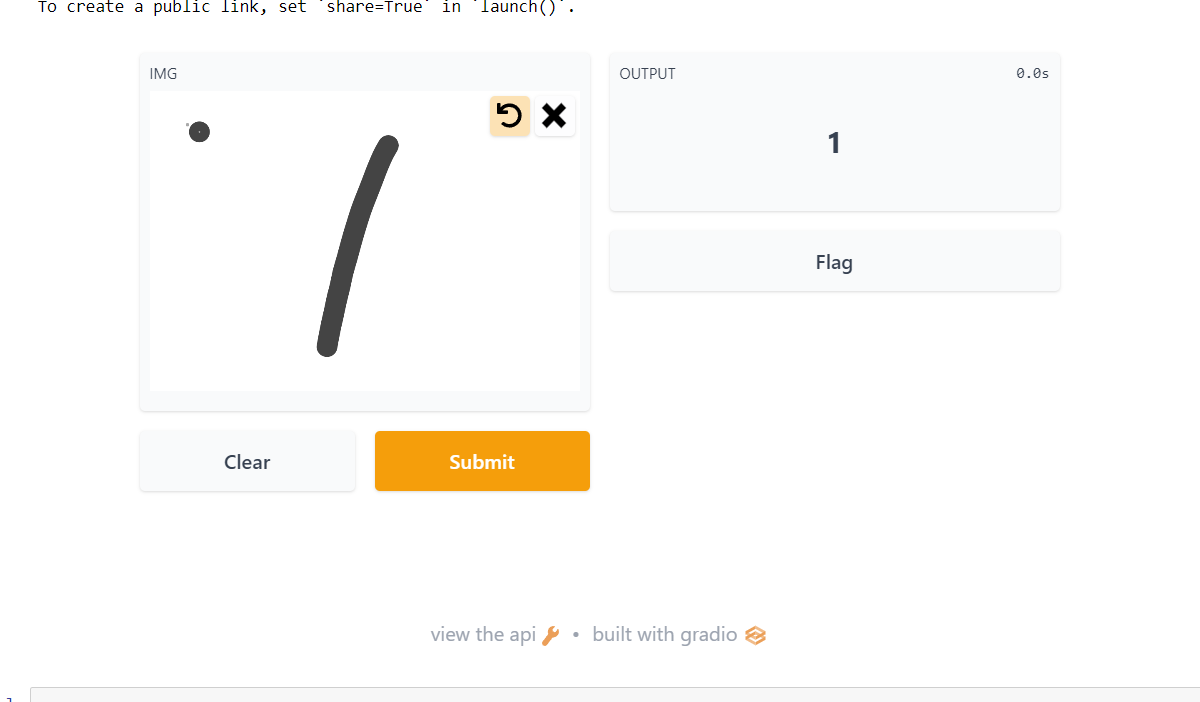 To create a public link, set `share=True` in `launch()`.
IMG
OUTPUT
0.0s
1
Flag
Clear
Submit
view the api • built with gradio